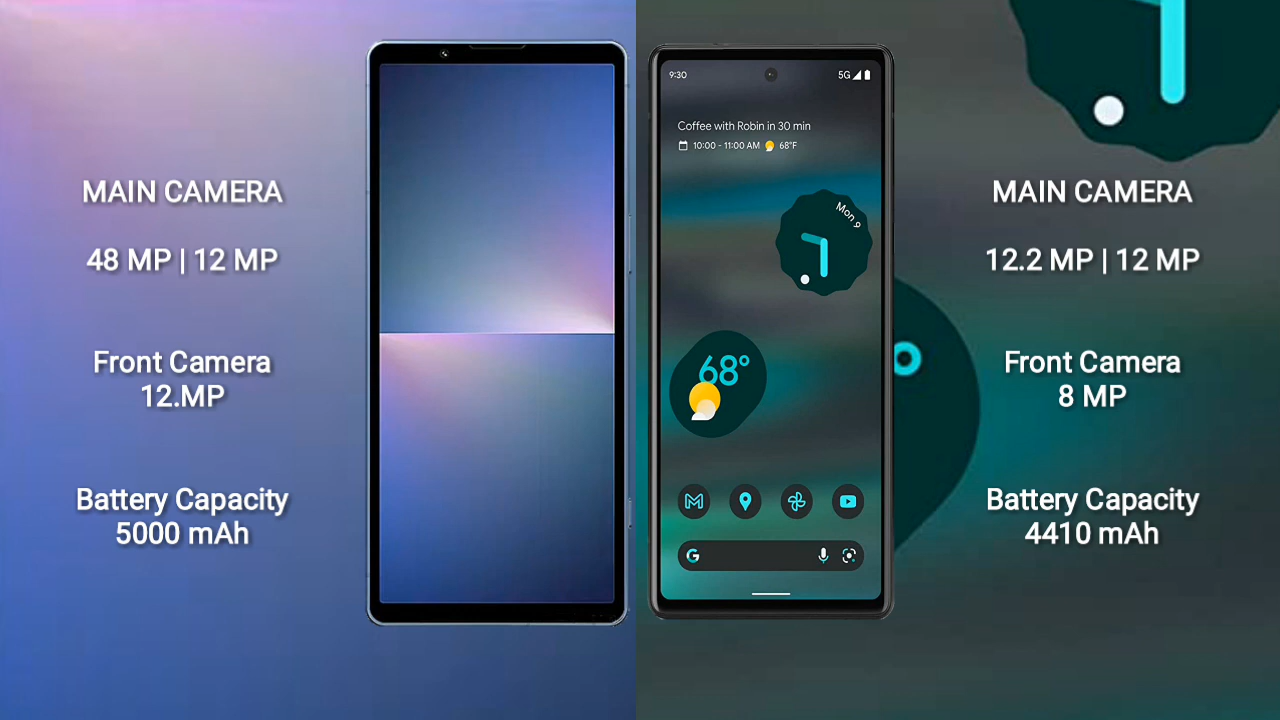 MAIN CAMERA
48 MP | 12 MP
Front Camera
12.MP
Battery Capacity
5000 mAh
9:30
5G
Coffee with Robin in 30 min
10:00 - 11:00 AM 68°F
Mon 9
68°
G
MAIN CAMERA
12.2 MP | 12 MP
Front Camera
8 MP
Battery Capacity
4410 mAh